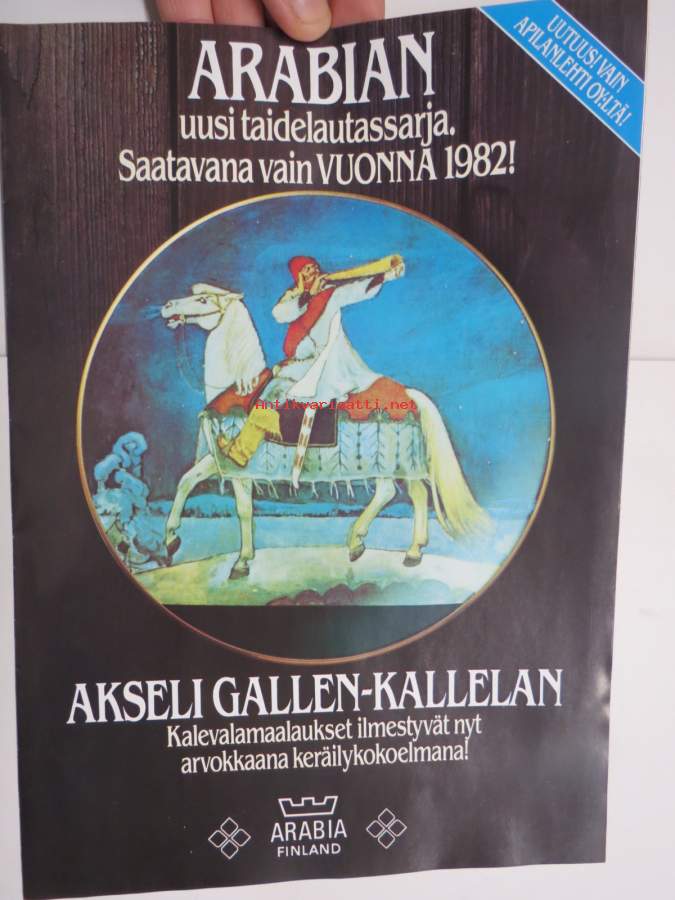 ARABIAN
uusi taidelautassarja.
Saatavana vain VUONNA 1982!
UUTUUS! VAIN
APILANLEHTI OY:LTÄ!
Antikvariaatti.net
AKSELI GALLEN-KALLELAN
Kalevalamaalaukset ilmestyvät nyt
arvokkaana keräilykokoelmana!
ARABIA
FINLAND